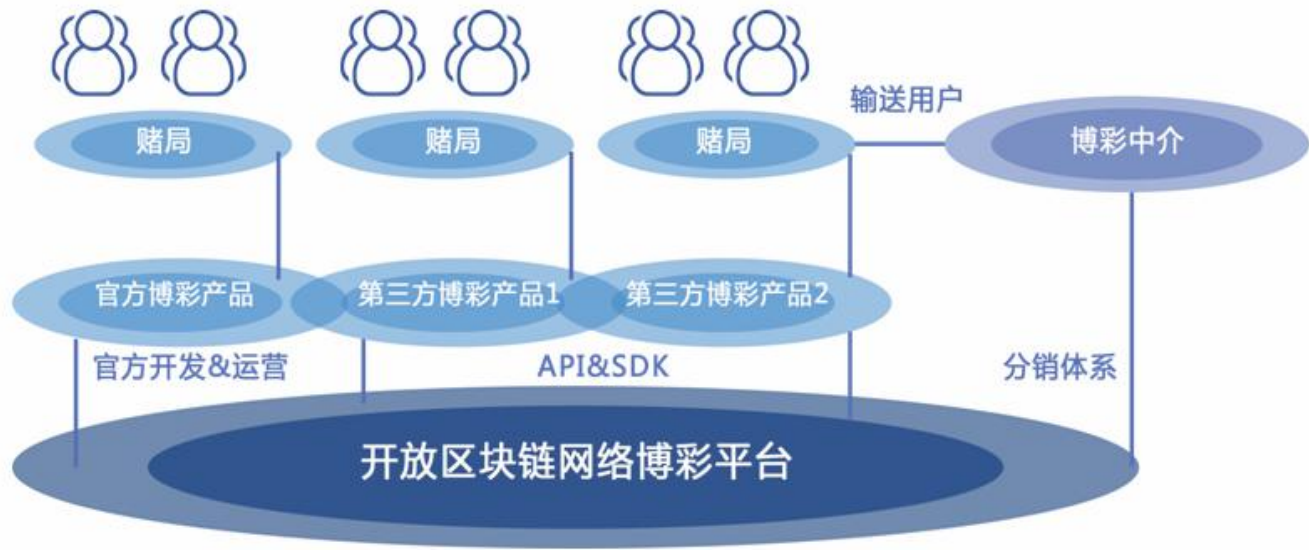 输送用户
赌局
赌局
赌局
博彩中介
官方博彩产品
第三方博彩产品1
第三方博彩产品2
官方开发&运营
API&SDK
分销体系
开放区块链网络博彩平台